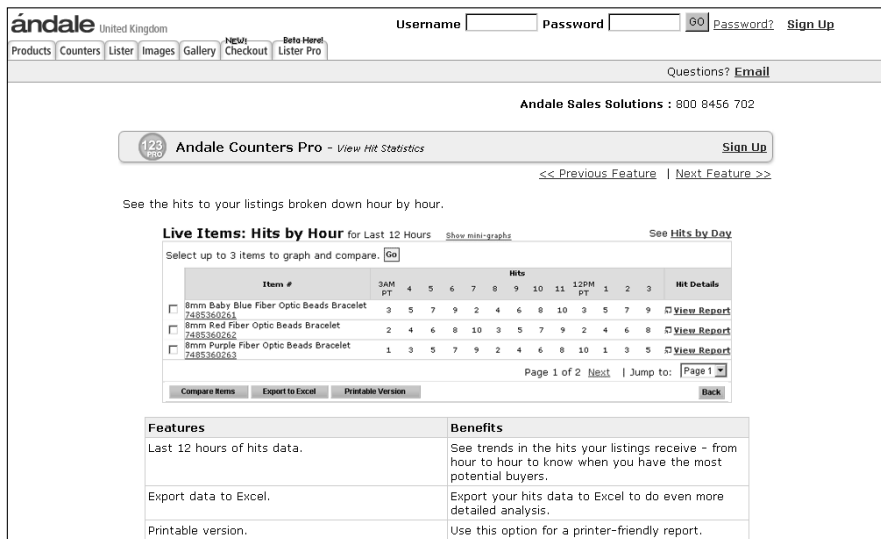 ándale United Kingdom
Username Password GO Password? Sign Up
NEW! Beta Here!
Products Counters Lister Images Gallery Checkout Lister Pro
Questions? Email
Andale Sales Solutions : 800 8456 702
123 PRO Andale Counters Pro - View Hit Statistics Sign Up
<< Previous Feature | Next Feature >>
See the hits to your listings broken down hour by hour.
Live Items: Hits by Hour for Last 12 Hours Show mini-graphs See Hits by Day
Select up to 3 items to graph and compare. Go
Hits
Item # 3AM PT 4 5 6 7 8 9 10 11 12PM PT 1 2 3 Hit Details
8mm Baby Blue Fiber Optic Beads Bracelet
7485360261 3 5 7 9 2 4 6 8 10 3 5 7 9 View Report
8mm Red Fiber Optic Beads Bracelet
7485360262 2 4 6 8 10 3 5 7 9 2 4 6 8 View Report
8mm Purple Fiber Optic Beads Bracelet
7485360263 1 3 5 7 9 2 4 6 8 10 1 3 5 View Report
Page 1 of 2 Next | Jump to: Page 1
Compare Items Export to Excel Printable Version Back
Features Benefits
Last 12 hours of hits data. See trends in the hits your listings receive - from
hour to hour to know when you have the most
potential buyers.
Export data to Excel. Export your hits data to Excel to do even more
detailed analysis.
Printable version. Use this option for a printer-friendly report.